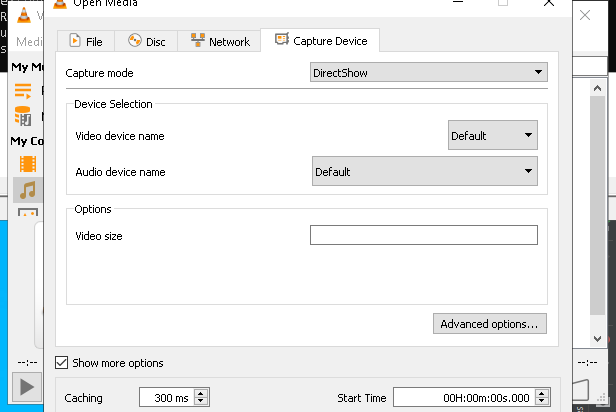 Open Media
Medi
File
Disc
Network
Capture Device
My M
Capture mode
DirectShow
Device Selection
Video device name
Default
My Co
Audio device name
Default
Options
Video size
Advanced options...
--:--
Show more options
--:--
Caching
300 ms
Start Time
00H:00m:00s.000